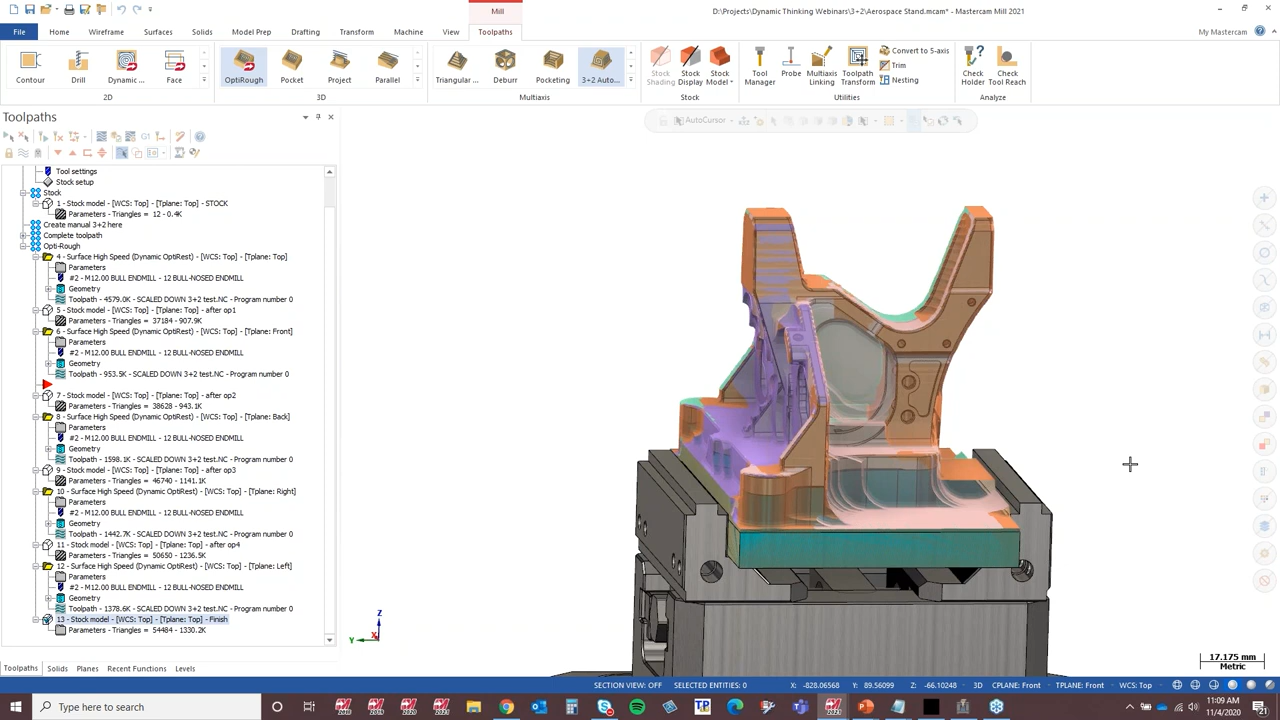 Mill
D:\Projects\Dynamic Thinking Webinars\3+2\Aerospace Stand.mcam* - Mastercam Mill 2021
File Home Wireframe Surfaces Solids Model Prep Drafting Transform Machine View Toolpaths
My Mastercam
Contour Drill Dynamic ... Face
OptiRough Pocket Project Parallel
Triangular ... Deburr Pocketing 3+2 Auto...
Stock Shading Stock Display Stock Model
Tool Manager Probe Multiaxis Linking Toolpath Transform
Convert to 5-axis
Trim
Nesting
Check Holder Check Tool Reach
2D 3D Multiaxis Stock Utilities Analyze
Toolpaths
AutoCursor
G1
Tool settings
Stock setup
Stock
1 - Stock model - [WCS: Top] - [Tplane: Top] - STOCK
Parameters - Triangles = 12 - 0.4K
Create manual 3+2 here
Complete toolpath
Opti-Rough
4 - Surface High Speed (Dynamic OptiRest) - [WCS: Top] - [Tplane: Top]
Parameters
#2 - M12.00 BULL ENDMILL - 12 BULL-NOSED ENDMILL
Geometry
Toolpath - 4579.0K - SCALED DOWN 3+2 test.NC - Program number 0
5 - Stock model - [WCS: Top] - [Tplane: Top] - after op1
Parameters - Triangles = 37184 - 907.9K
6 - Surface High Speed (Dynamic OptiRest) - [WCS: Top] - [Tplane: Front]
Parameters
#2 - M12.00 BULL ENDMILL - 12 BULL-NOSED ENDMILL
Geometry
Toolpath - 953.5K - SCALED DOWN 3+2 test.NC - Program number 0
7 - Stock model - [WCS: Top] - [Tplane: Top] - after op2
Parameters - Triangles = 38628 - 943.1K
8 - Surface High Speed (Dynamic OptiRest) - [WCS: Top] - [Tplane: Back]
Parameters
#2 - M12.00 BULL ENDMILL - 12 BULL-NOSED ENDMILL
Geometry
Toolpath - 1598.1K - SCALED DOWN 3+2 test.NC - Program number 0
9 - Stock model - [WCS: Top] - [Tplane: Top] - after op3
Parameters - Triangles = 46740 - 1141.1K
10 - Surface High Speed (Dynamic OptiRest) - [WCS: Top] - [Tplane: Right]
Parameters
#2 - M12.00 BULL ENDMILL - 12 BULL-NOSED ENDMILL
Geometry
Toolpath - 1442.7K - SCALED DOWN 3+2 test.NC - Program number 0
11 - Stock model - [WCS: Top] - [Tplane: Top] - after op4
Parameters - Triangles = 50650 - 1236.5K
12 - Surface High Speed (Dynamic OptiRest) - [WCS: Top] - [Tplane: Left]
Parameters
#2 - M12.00 BULL ENDMILL - 12 BULL-NOSED ENDMILL
Geometry
Toolpath - 1378.6K - SCALED DOWN 3+2 test.NC - Program number 0
13 - Stock model - [WCS: Top] - [Tplane: Top] - Finish
Parameters - Triangles = 54484 - 1330.2K
Z
Y
X
17.175 mm
Metric
Toolpaths Solids Planes Recent Functions Levels
SECTION VIEW: OFF SELECTED ENTITIES: 0 X: -828.06568 Y: 89.56099 Z: -66.10248 3D CPLANE: Front TPLANE: Front WCS: Top
Type here to search
11:09 AM
11/4/2020